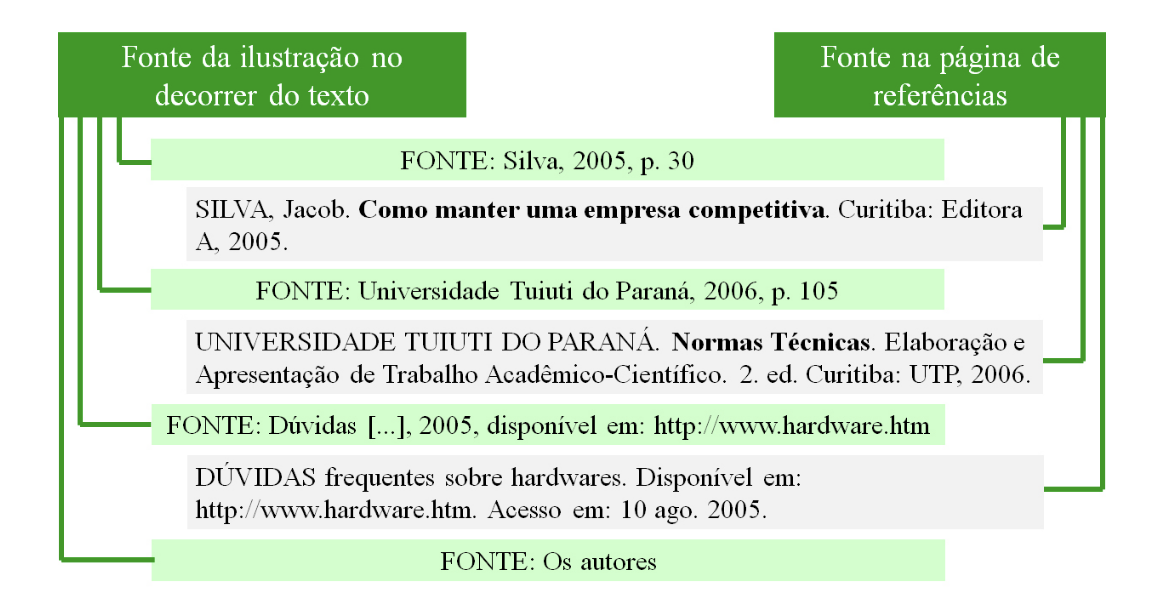 Fonte da ilustração no
decorrer do texto
Fonte na página de
referências
FONTE: Silva, 2005, p. 30
SILVA, Jacob. Como manter uma empresa competitiva. Curitiba: Editora
A, 2005.
FONTE: Universidade Tuiuti do Paraná, 2006, p. 105
UNIVERSIDADE TUIUTI DO PARANÁ. Normas Técnicas. Elaboração e
Apresentação de Trabalho Acadêmico-Científico. 2. ed. Curitiba: UTP, 2006.
FONTE: Dúvidas [...], 2005, disponível em: http://www.hardware.htm
DÚVIDAS frequentes sobre hardwares. Disponível em:
http://www.hardware.htm. Acesso em: 10 ago. 2005.
FONTE: Os autores